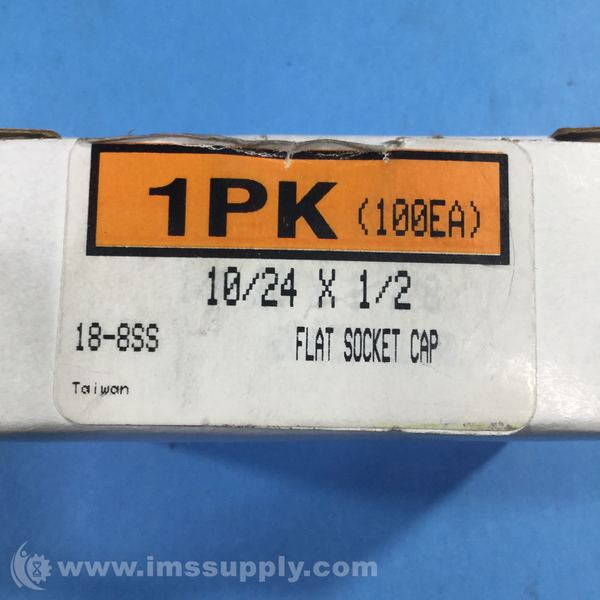 1PK (100EA)
10/24 X 1/2
18-8SS FLAT SOCKET CAP
Taiwan
www.imssupply.com